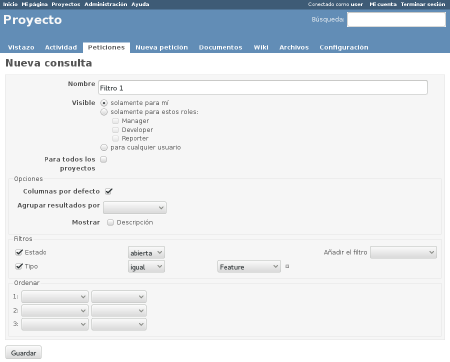 Inicio Mi página Proyectos Administración Ayuda Conectado como user Mi cuenta Terminar sesión
Proyecto Búsqueda
Vistazo Actividad Peticiones Nueva petición Documentos Wiki Archivos Configuración
Nueva consulta
Nombre Filtro 1
Visible solamente para mí
solamente para estos roles:
Manager
Developer
Reporter
para cualquier usuario
Para todos los
proyectos
Opciones
Columnas por defecto
Agrupar resultados por
Mostrar Descripción
Filtros
Estado abierta Añadir el filtro
Tipo igual Feature
Ordenar
1:
2:
3:
Guardar